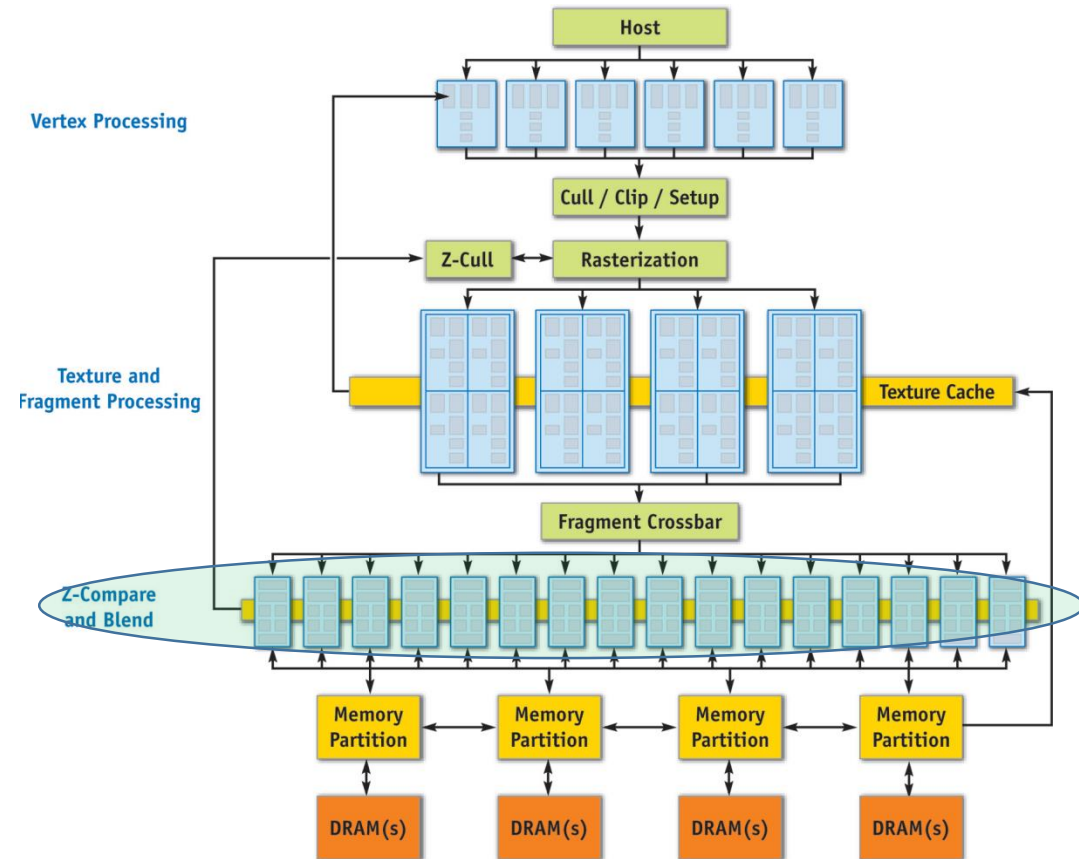 Host
Vertex Processing
Cull / Clip / Setup
Z-Cull
Rasterization
Texture and
Fragment Processing
Texture Cache
Fragment Crossbar
Z-Compare
and Blend
Memory
Partition
Memory
Partition
Memory
Partition
Memory
Partition
DRAM(s)
DRAM(s)
DRAM(s)
DRAM(s)